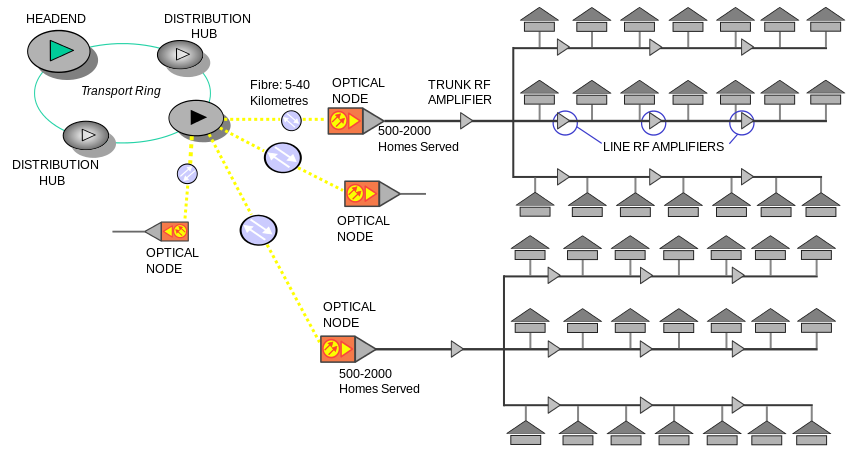 HEADEND
DISTRIBUTION
HUB
Transport Ring
DISTRIBUTION
HUB
Fibre: 5-40
Kilometres
OPTICAL
NODE
TRUNK RF
AMPLIFIER
500-2000
Homes Served
LINE RF AMPLIFIERS
OPTICAL
NODE
OPTICAL
NODE
OPTICAL
NODE
500-2000
Homes Served